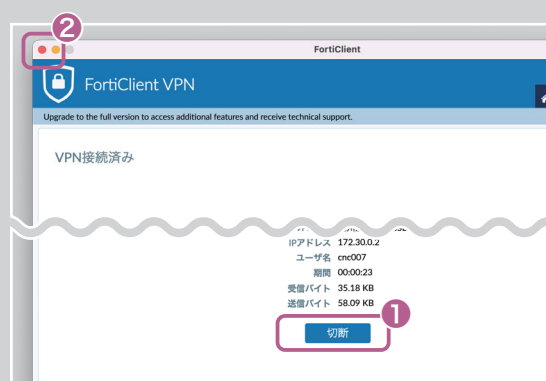 2
FortiClient
FortiClient VPN
Upgrade to the full version to access additional features and receive technical support.
VPN接続済み
IPアドレス 172.30.0.2
ユーザ名 cnc007
期間 00:00:23
受信バイト 35.18 KB
送信バイト 58.09 KB
1
切断